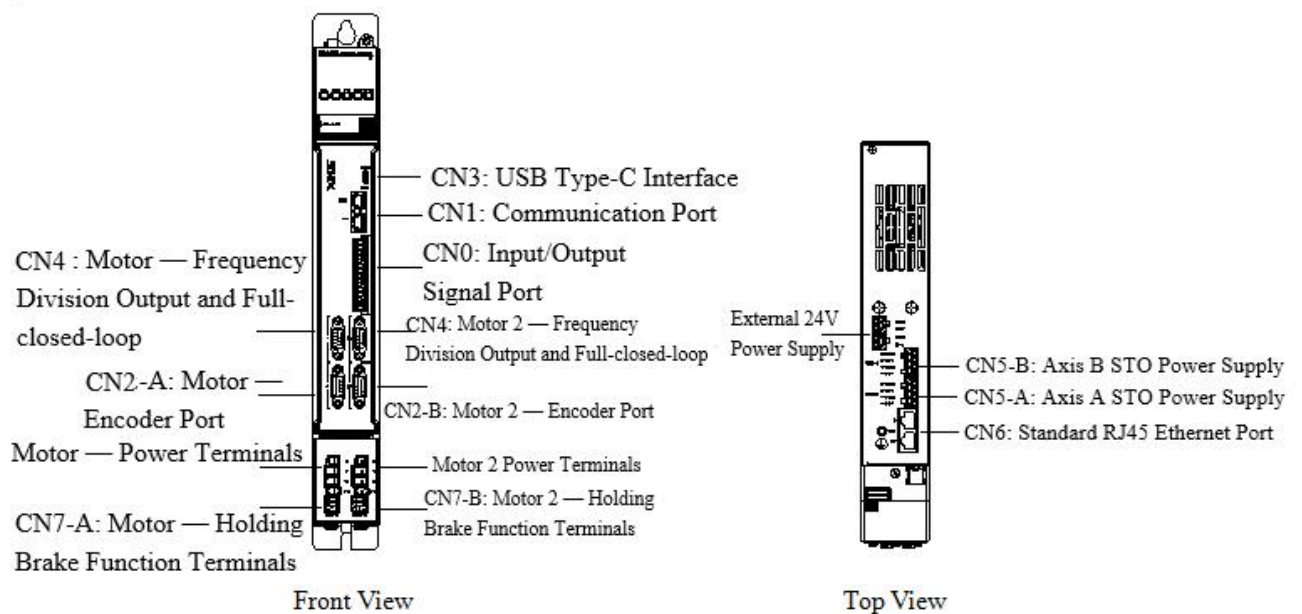 CN3: USB Type-C Interface
CN1: Communication Port
CN0: Input/Output
Signal Port
CN4 : Motor — Frequency
Division Output and Full-
closed-loop
CN4: Motor 2 — Frequency
Division Output and Full-closed-loop
CN2-A: Motor —
Encoder Port
CN2-B: Motor 2 — Encoder Port
Motor — Power Terminals
Motor 2 Power Terminals
CN7-A: Motor — Holding
Brake Function Terminals
CN7-B: Motor 2 — Holding
Brake Function Terminals
Front View
External 24V
Power Supply
CN5-B: Axis B STO Power Supply
CN5-A: Axis A STO Power Supply
CN6: Standard RJ45 Ethernet Port
Top View